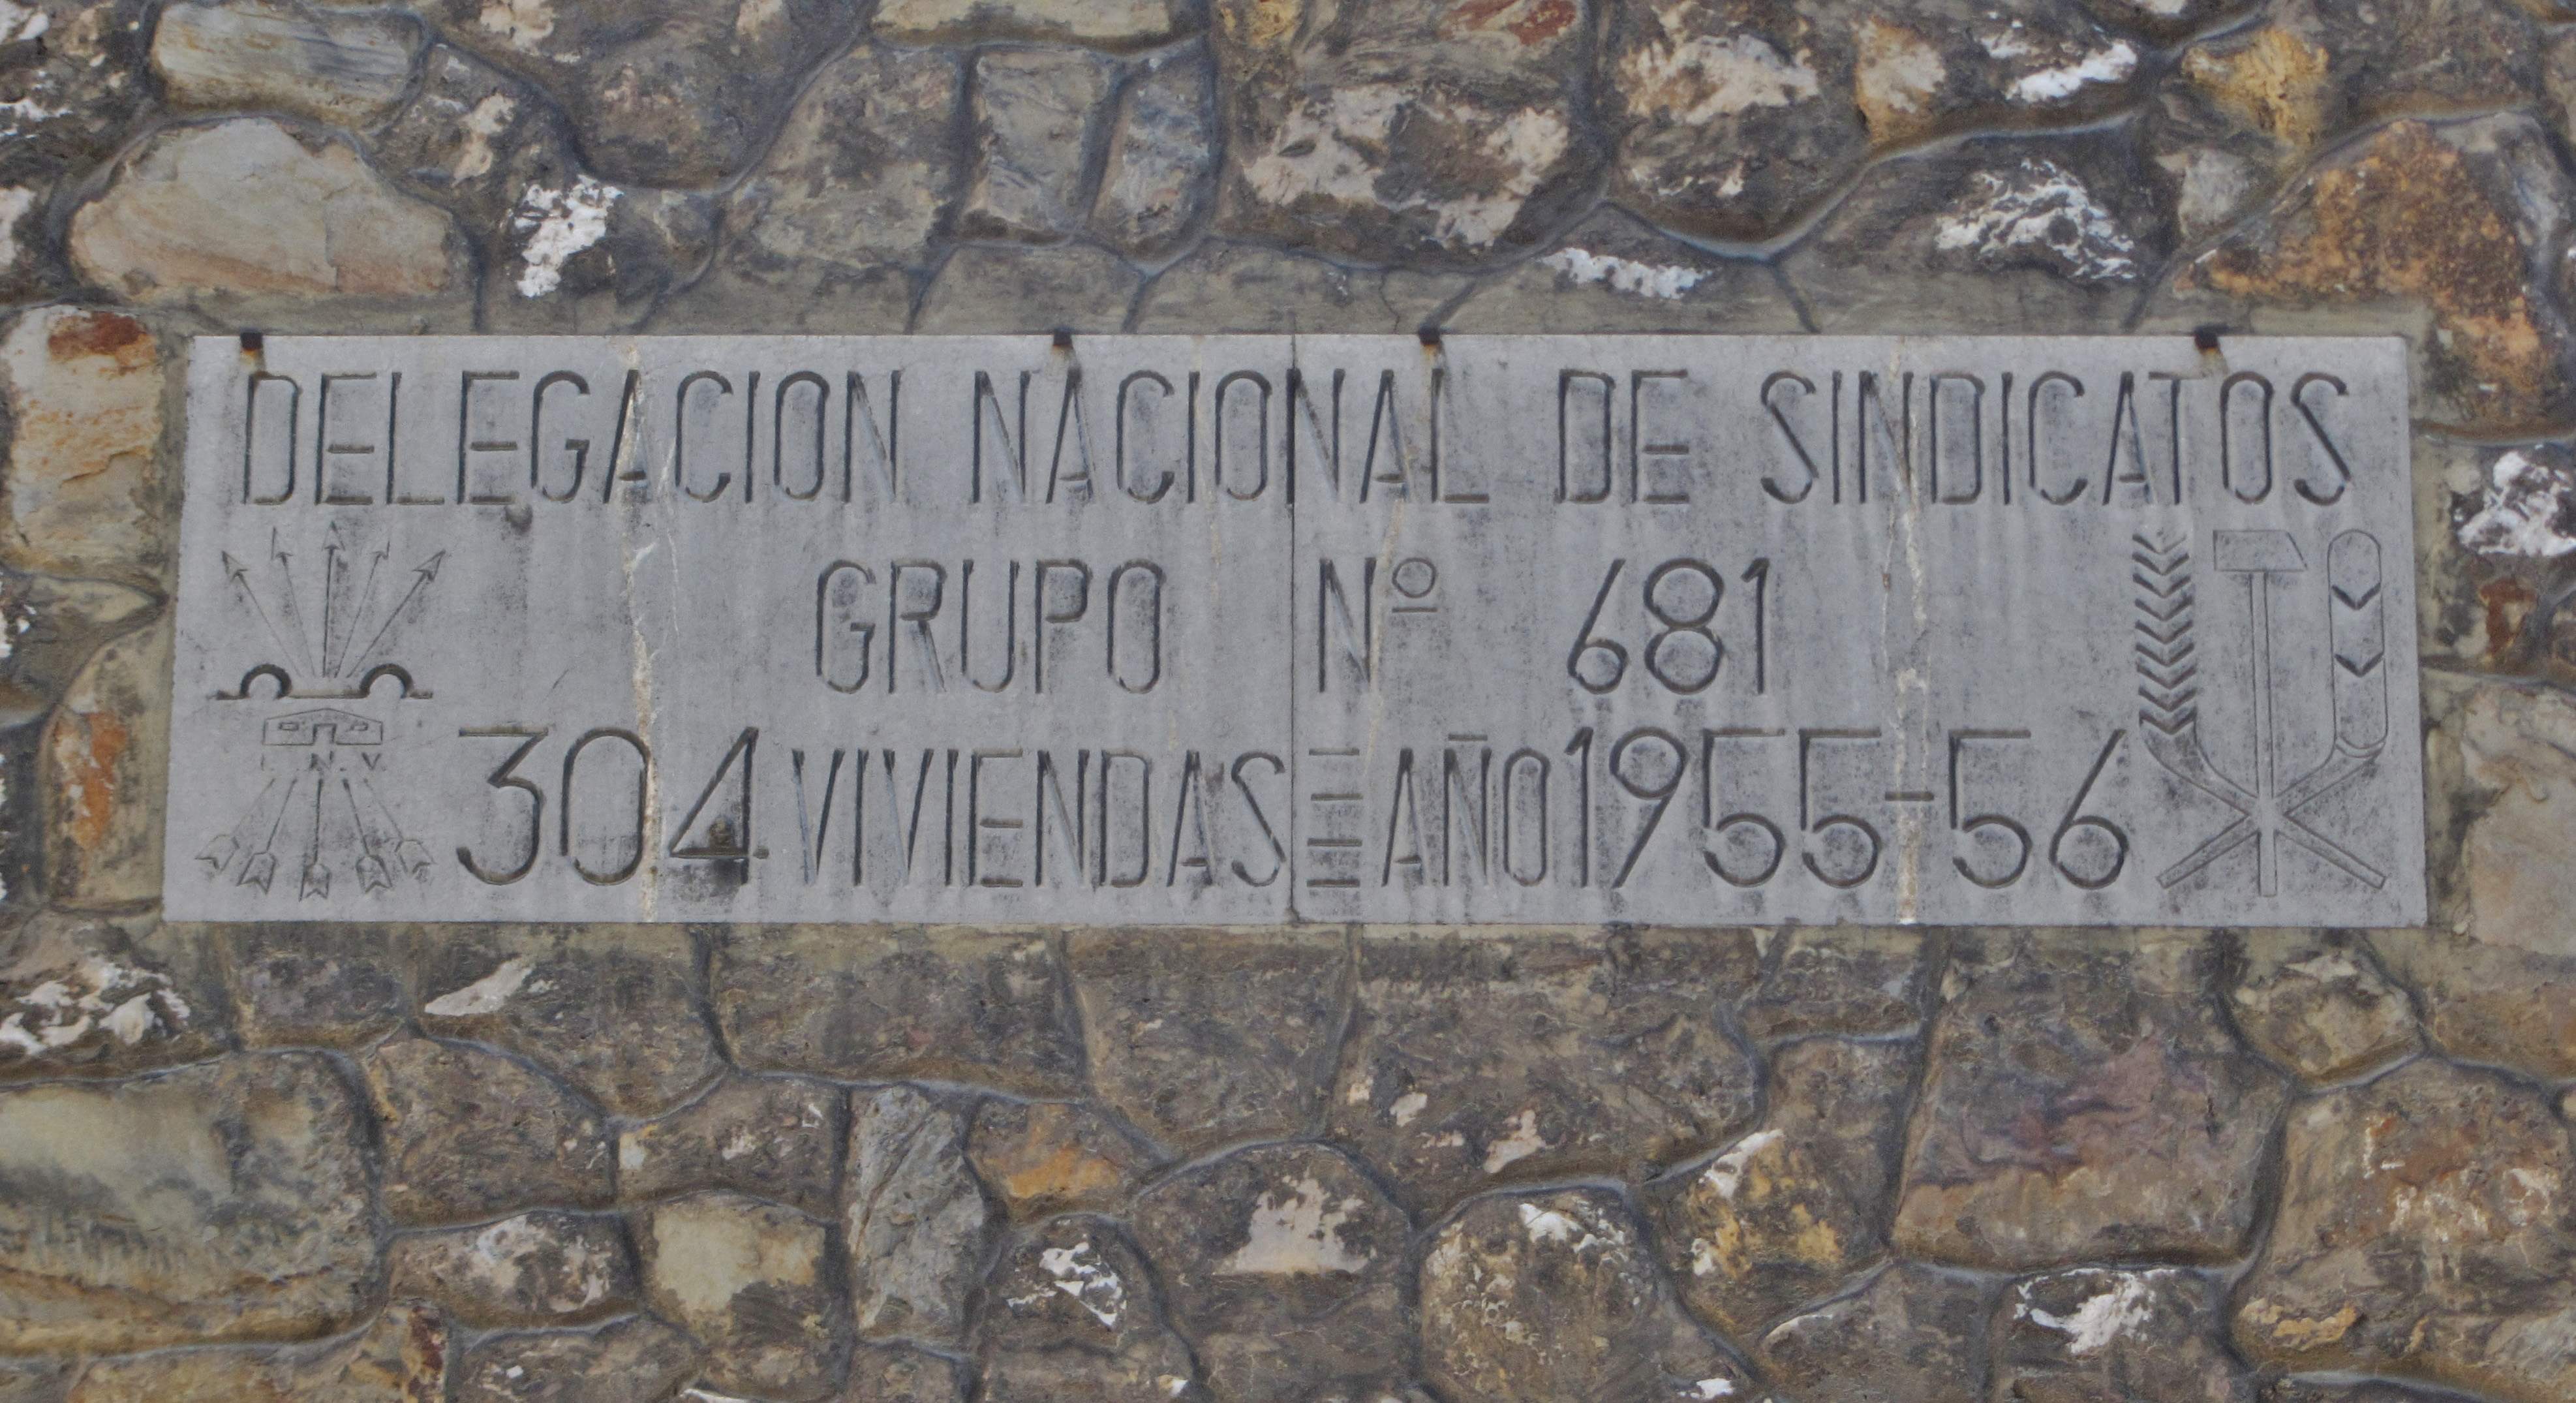 DELEGACION NACIONAL DE SINDICATOS
GRUPO Nº 681
304 VIVIENDAS AÑO 1955-56
I.N.V.